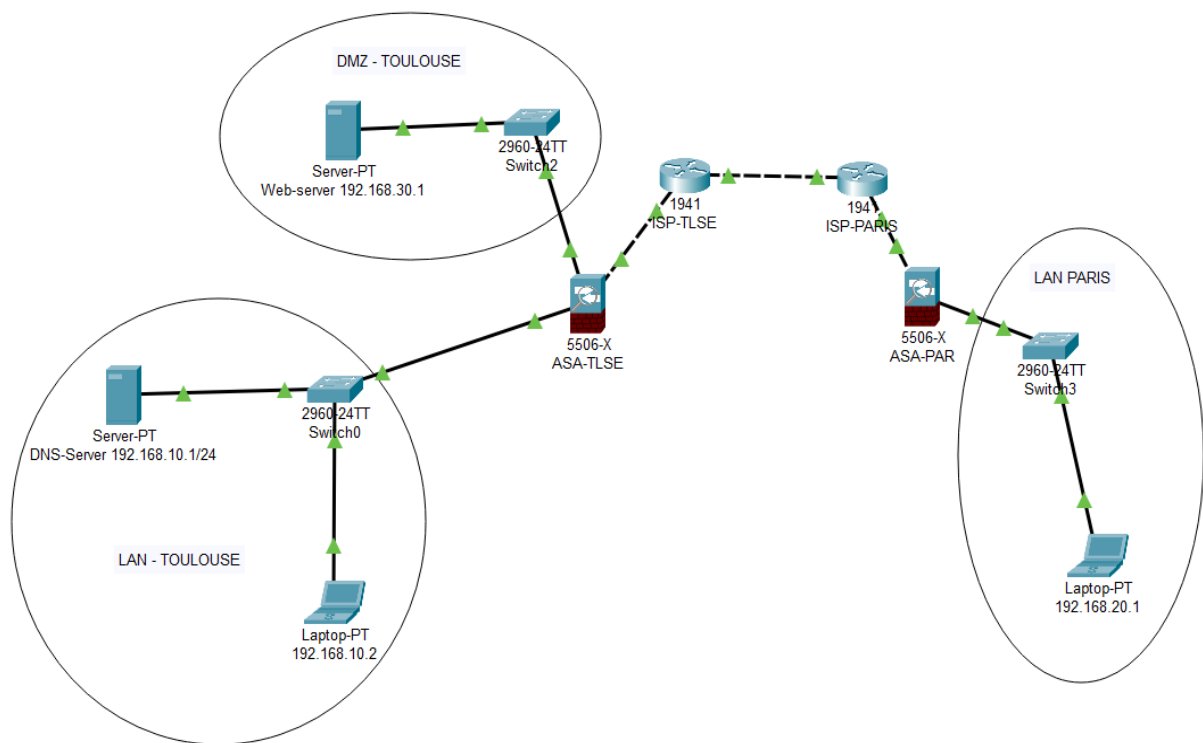 DMZ - TOULOUSE
2960-24TT
Switch2
Server-PT
Web-server 192.168.30.1
1941
ISP-TLSE
1941
ISP-PARIS
LAN PARIS
5506-X
ASA-TLSE
5506-X
ASA-PAR
2960-24TT
Switch3
2960-24TT
Switch0
Server-PT
DNS-Server 192.168.10.1/24
LAN - TOULOUSE
Laptop-PT
192.168.10.2
Laptop-PT
192.168.20.1